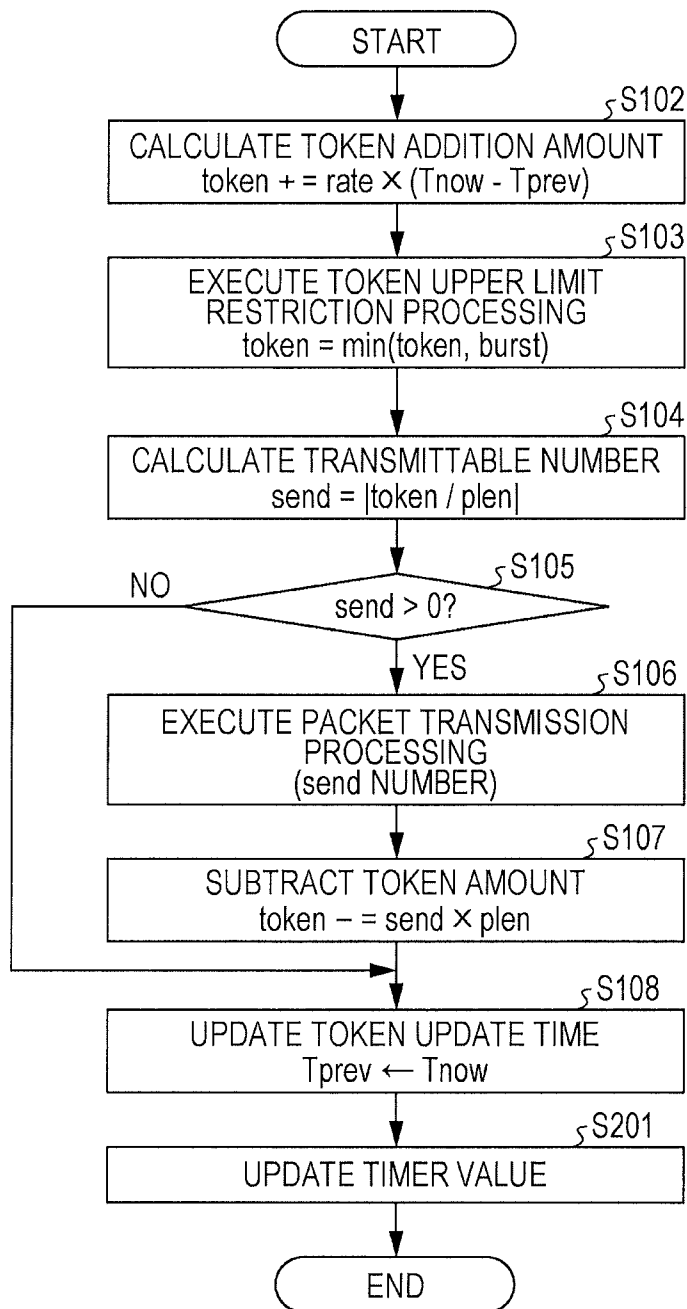 START
S102
CALCULATE TOKEN ADDITION AMOUNT
token + = rate × (Tnow - Tprev)
S103
EXECUTE TOKEN UPPER LIMIT
RESTRICTION PROCESSING
token = min(token, burst)
S104
CALCULATE TRANSMITTABLE NUMBER
send = |token / plen|
S105
NO
send > 0?
YES
S106
EXECUTE PACKET TRANSMISSION
PROCESSING
(send NUMBER)
S107
SUBTRACT TOKEN AMOUNT
token – = send × plen
S108
UPDATE TOKEN UPDATE TIME
Tprev ← Tnow
S201
UPDATE TIMER VALUE
END